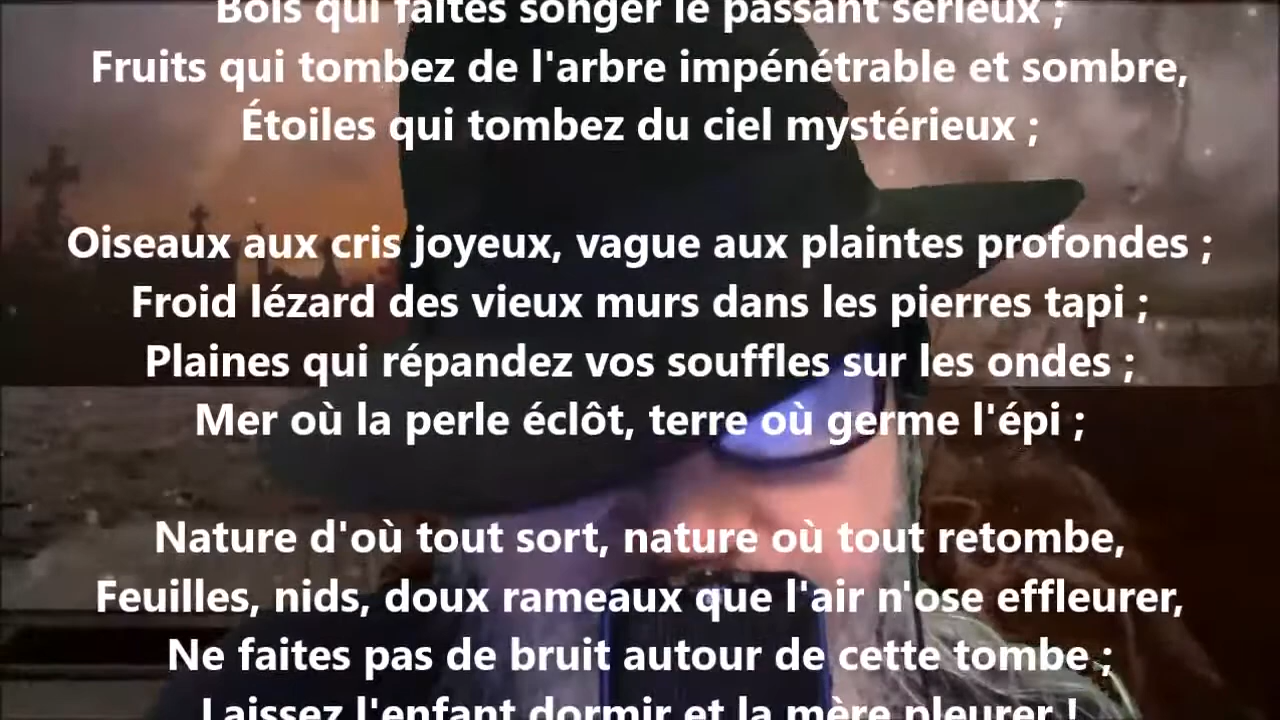 Bois qui faites songer le passant sérieux ;
Fruits qui tombez de l'arbre impénétrable et sombre,
Étoiles qui tombez du ciel mystérieux ;
Oiseaux aux cris joyeux, vague aux plaintes profondes ;
Froid lézard des vieux murs dans les pierres tapi ;
Plaines qui répandez vos souffles sur les ondes ;
Mer où la perle éclôt, terre où germe l'épi ;
Nature d'où tout sort, nature où tout retombe,
Feuilles, nids, doux rameaux que l'air n'ose effleurer,
Ne faites pas de bruit autour de cette tombe ;
Laissez l'enfant dormir et la mère pleurer !